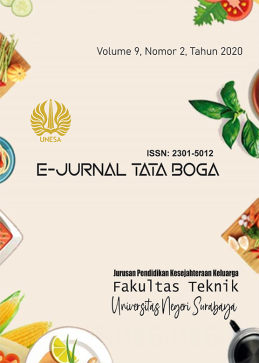 Volume 9, Nomor 2, Tahun 2020
UNESA
ISSN: 2301-5012
E-JURNAL TATA BOGA
Jurusan Pendidikan Kesejahteraan Keluarga
Fakultas Teknik
Universitas Negeri Surabaya